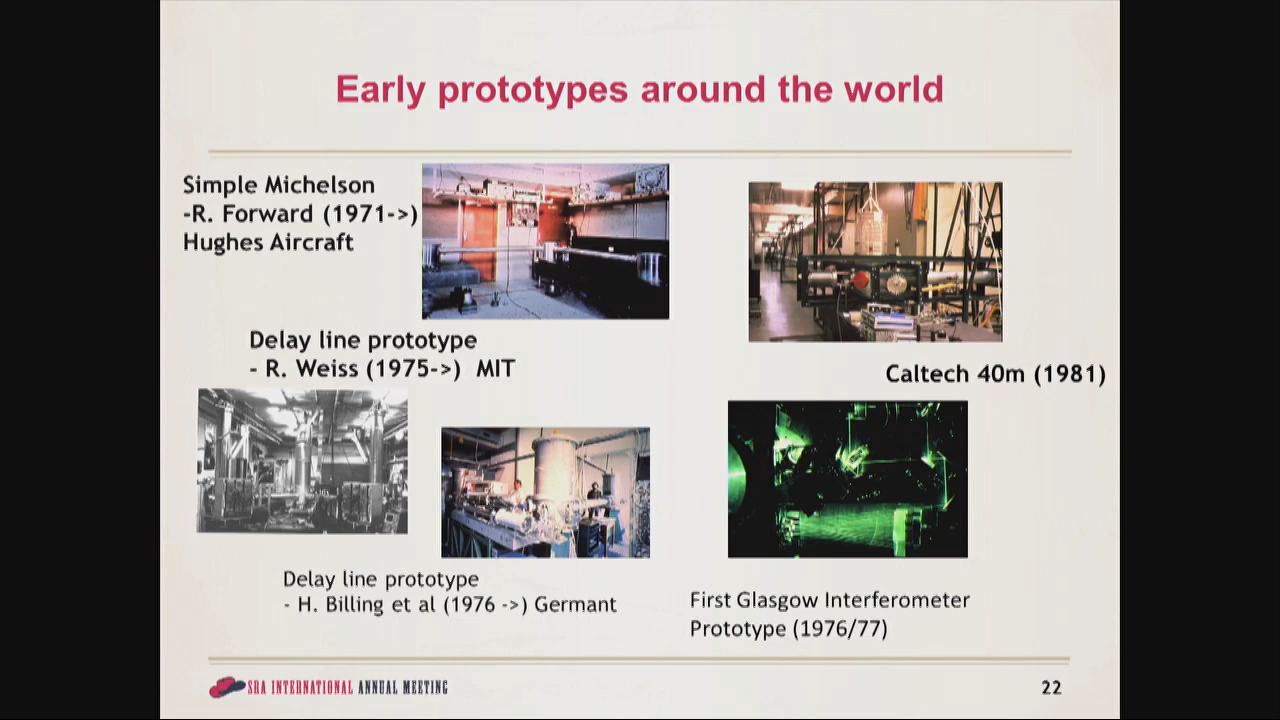 Early prototypes around the world
Simple Michelson
-R. Forward (1971->)
Hughes Aircraft
Delay line prototype
- R. Weiss (1975->) MIT
Caltech 40m (1981)
Delay line prototype
- H. Billing et al (1976 ->) Germant
First Glasgow Interferometer
Prototype (1976/77)
SRA INTERNATIONAL ANNUAL MEETING
22